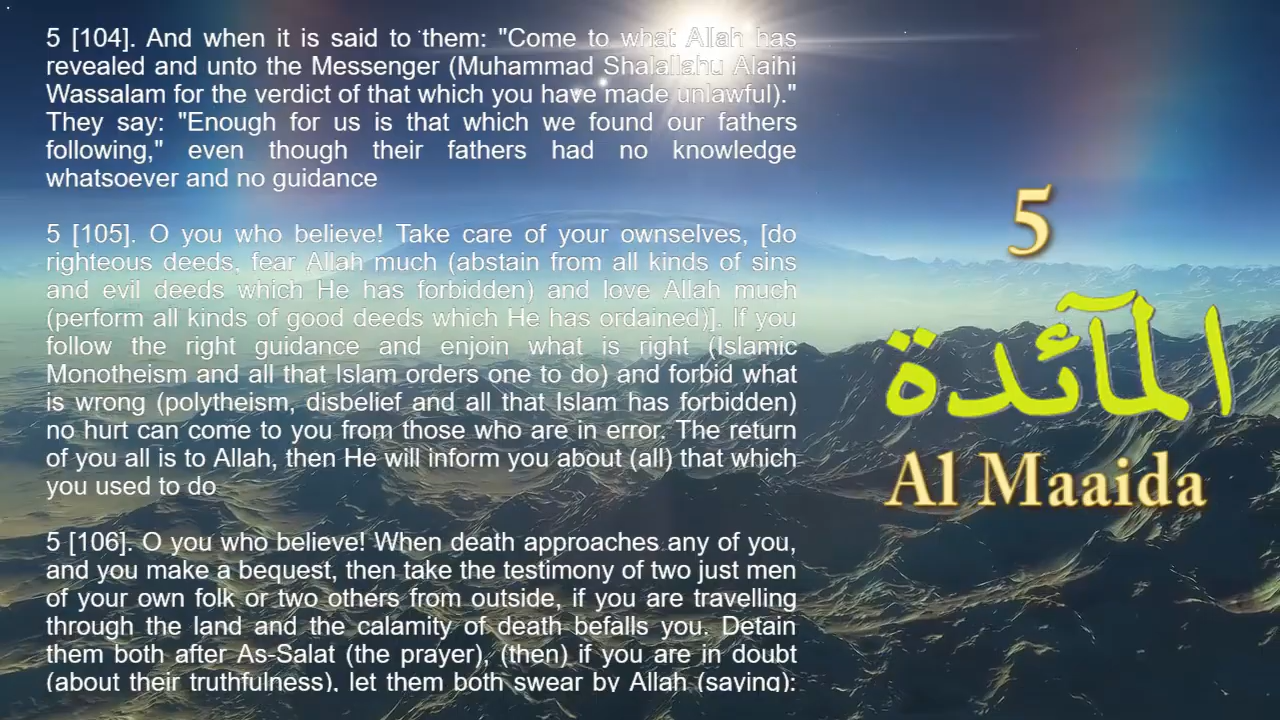 5 [104]. And when it is said to them: "Come to what Allah has
revealed and unto the Messenger (Muhammad Shalallahu Alaihi
Wassalam for the verdict of that which you have made unlawful)."
They say: "Enough for us is that which we found our fathers
following," even though their fathers had no knowledge
whatsoever and no guidance
5 [105]. O you who believe! Take care of your ownselves, [do
righteous deeds, fear Allah much (abstain from all kinds of sins
and evil deeds which He has forbidden) and love Allah much
(perform all kinds of good deeds which He has ordained)]. If you
follow the right guidance and enjoin what is right (Islamic
Monotheism and all that Islam orders one to do) and forbid what
is wrong (polytheism, disbelief and all that Islam has forbidden)
no hurt can come to you from those who are in error. The return
of you all is to Allah, then He will inform you about (all) that which
you used to do
5 [106]. O you who believe! When death approaches any of you,
and you make a bequest, then take the testimony of two just men
of your own folk or two others from outside, if you are travelling
through the land and the calamity of death befalls you. Detain
them both after As-Salat (the prayer), (then) if you are in doubt
(about their truthfulness), let them both swear by Allah (saying):
5
المآئدة
Al Maaida